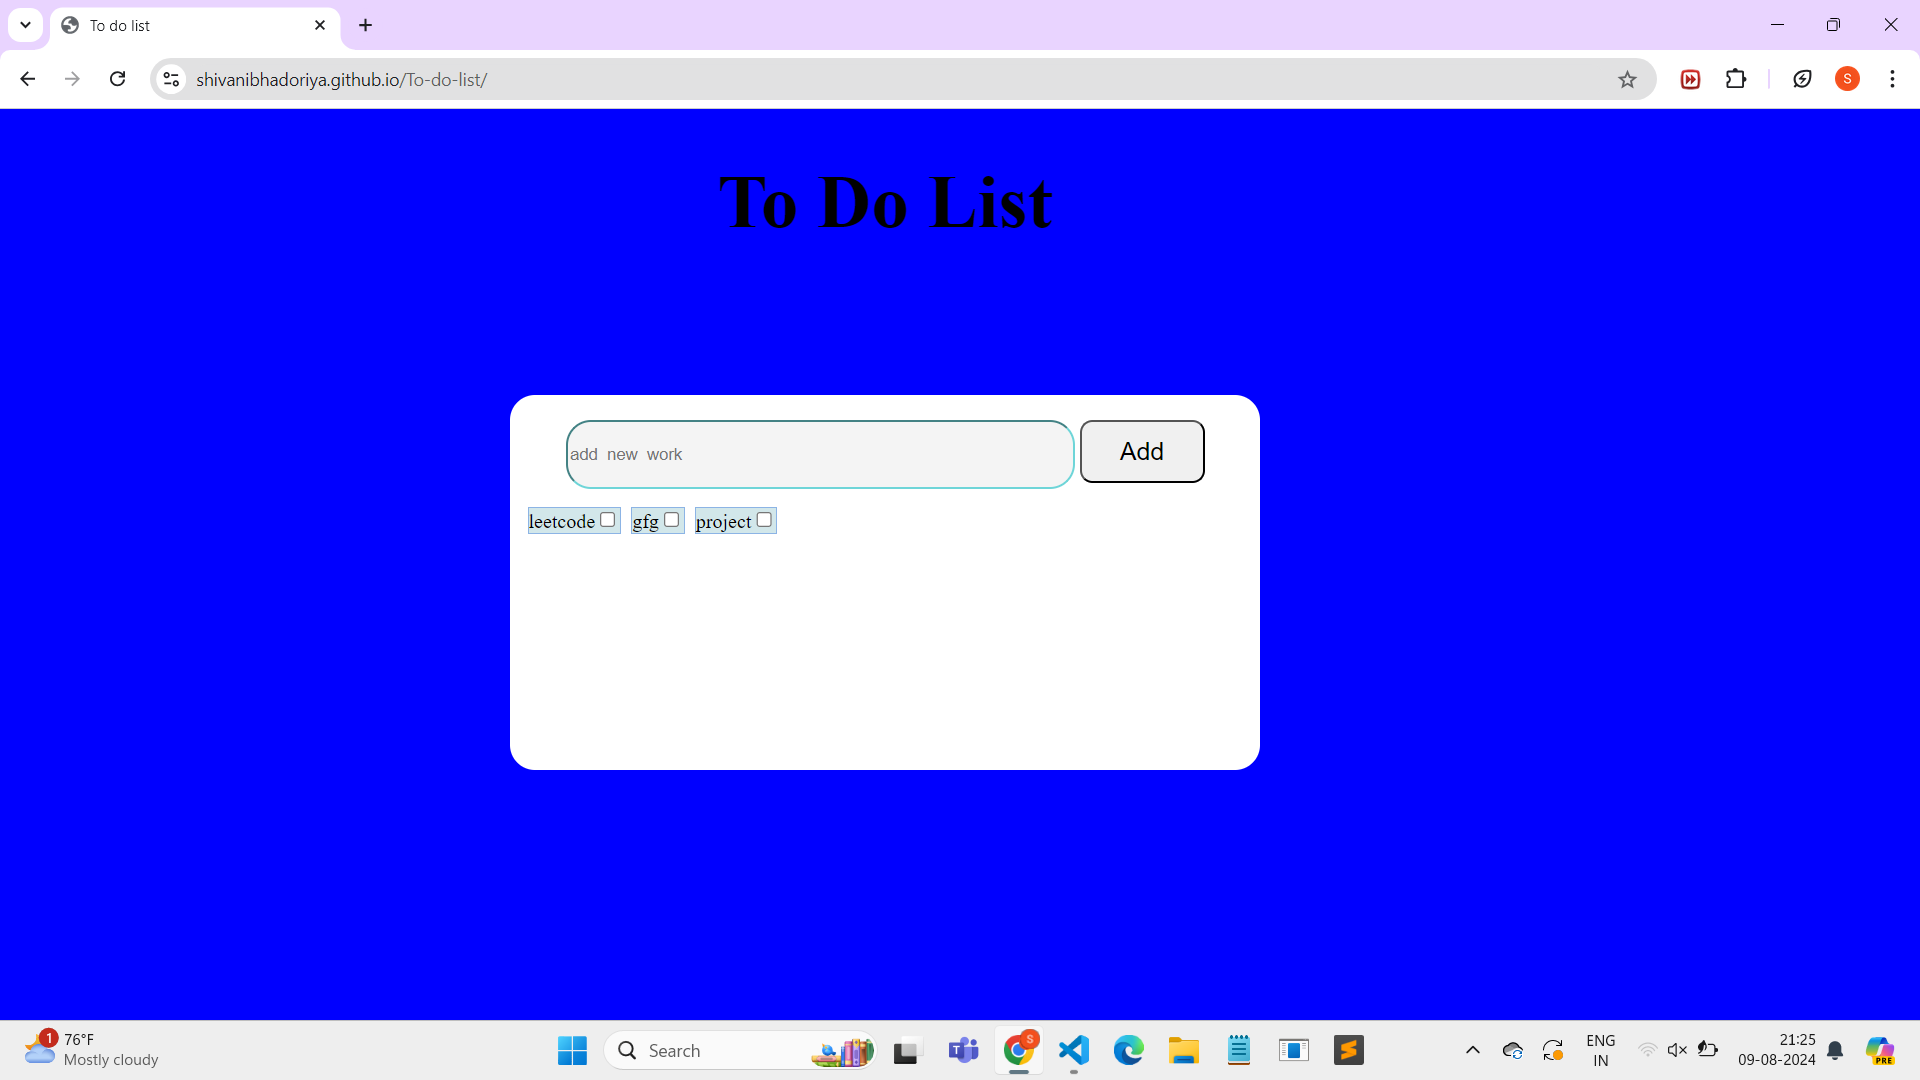 To do list
shivanibhadoriya.github.io/To-do-list/
S
To Do List
add new work
Add
leetcode gfg project
1
76°F
Mostly cloudy
Search
S
ENG
IN
21:25
09-08-2024
PRE